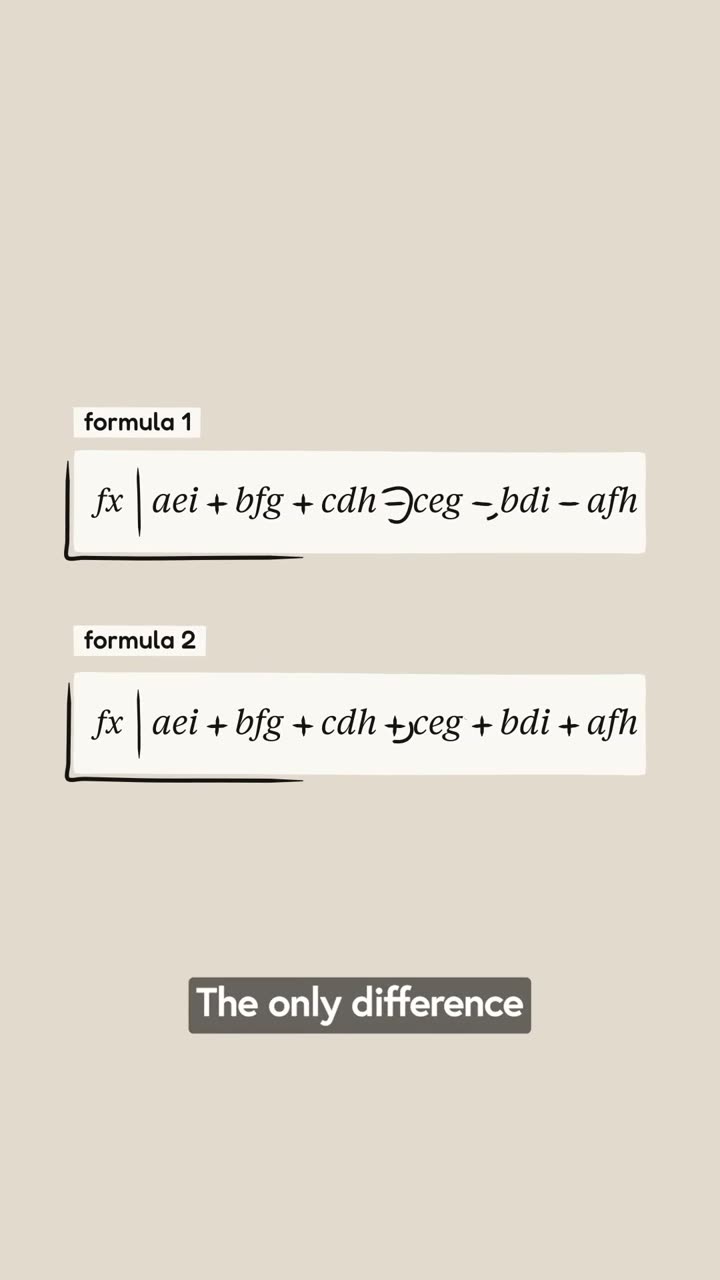 formula 1
fx | aei + bfg + cdh − ceg − bdi − afh
formula 2
fx | aei + bfg + cdh + ceg + bdi + afh
The only difference